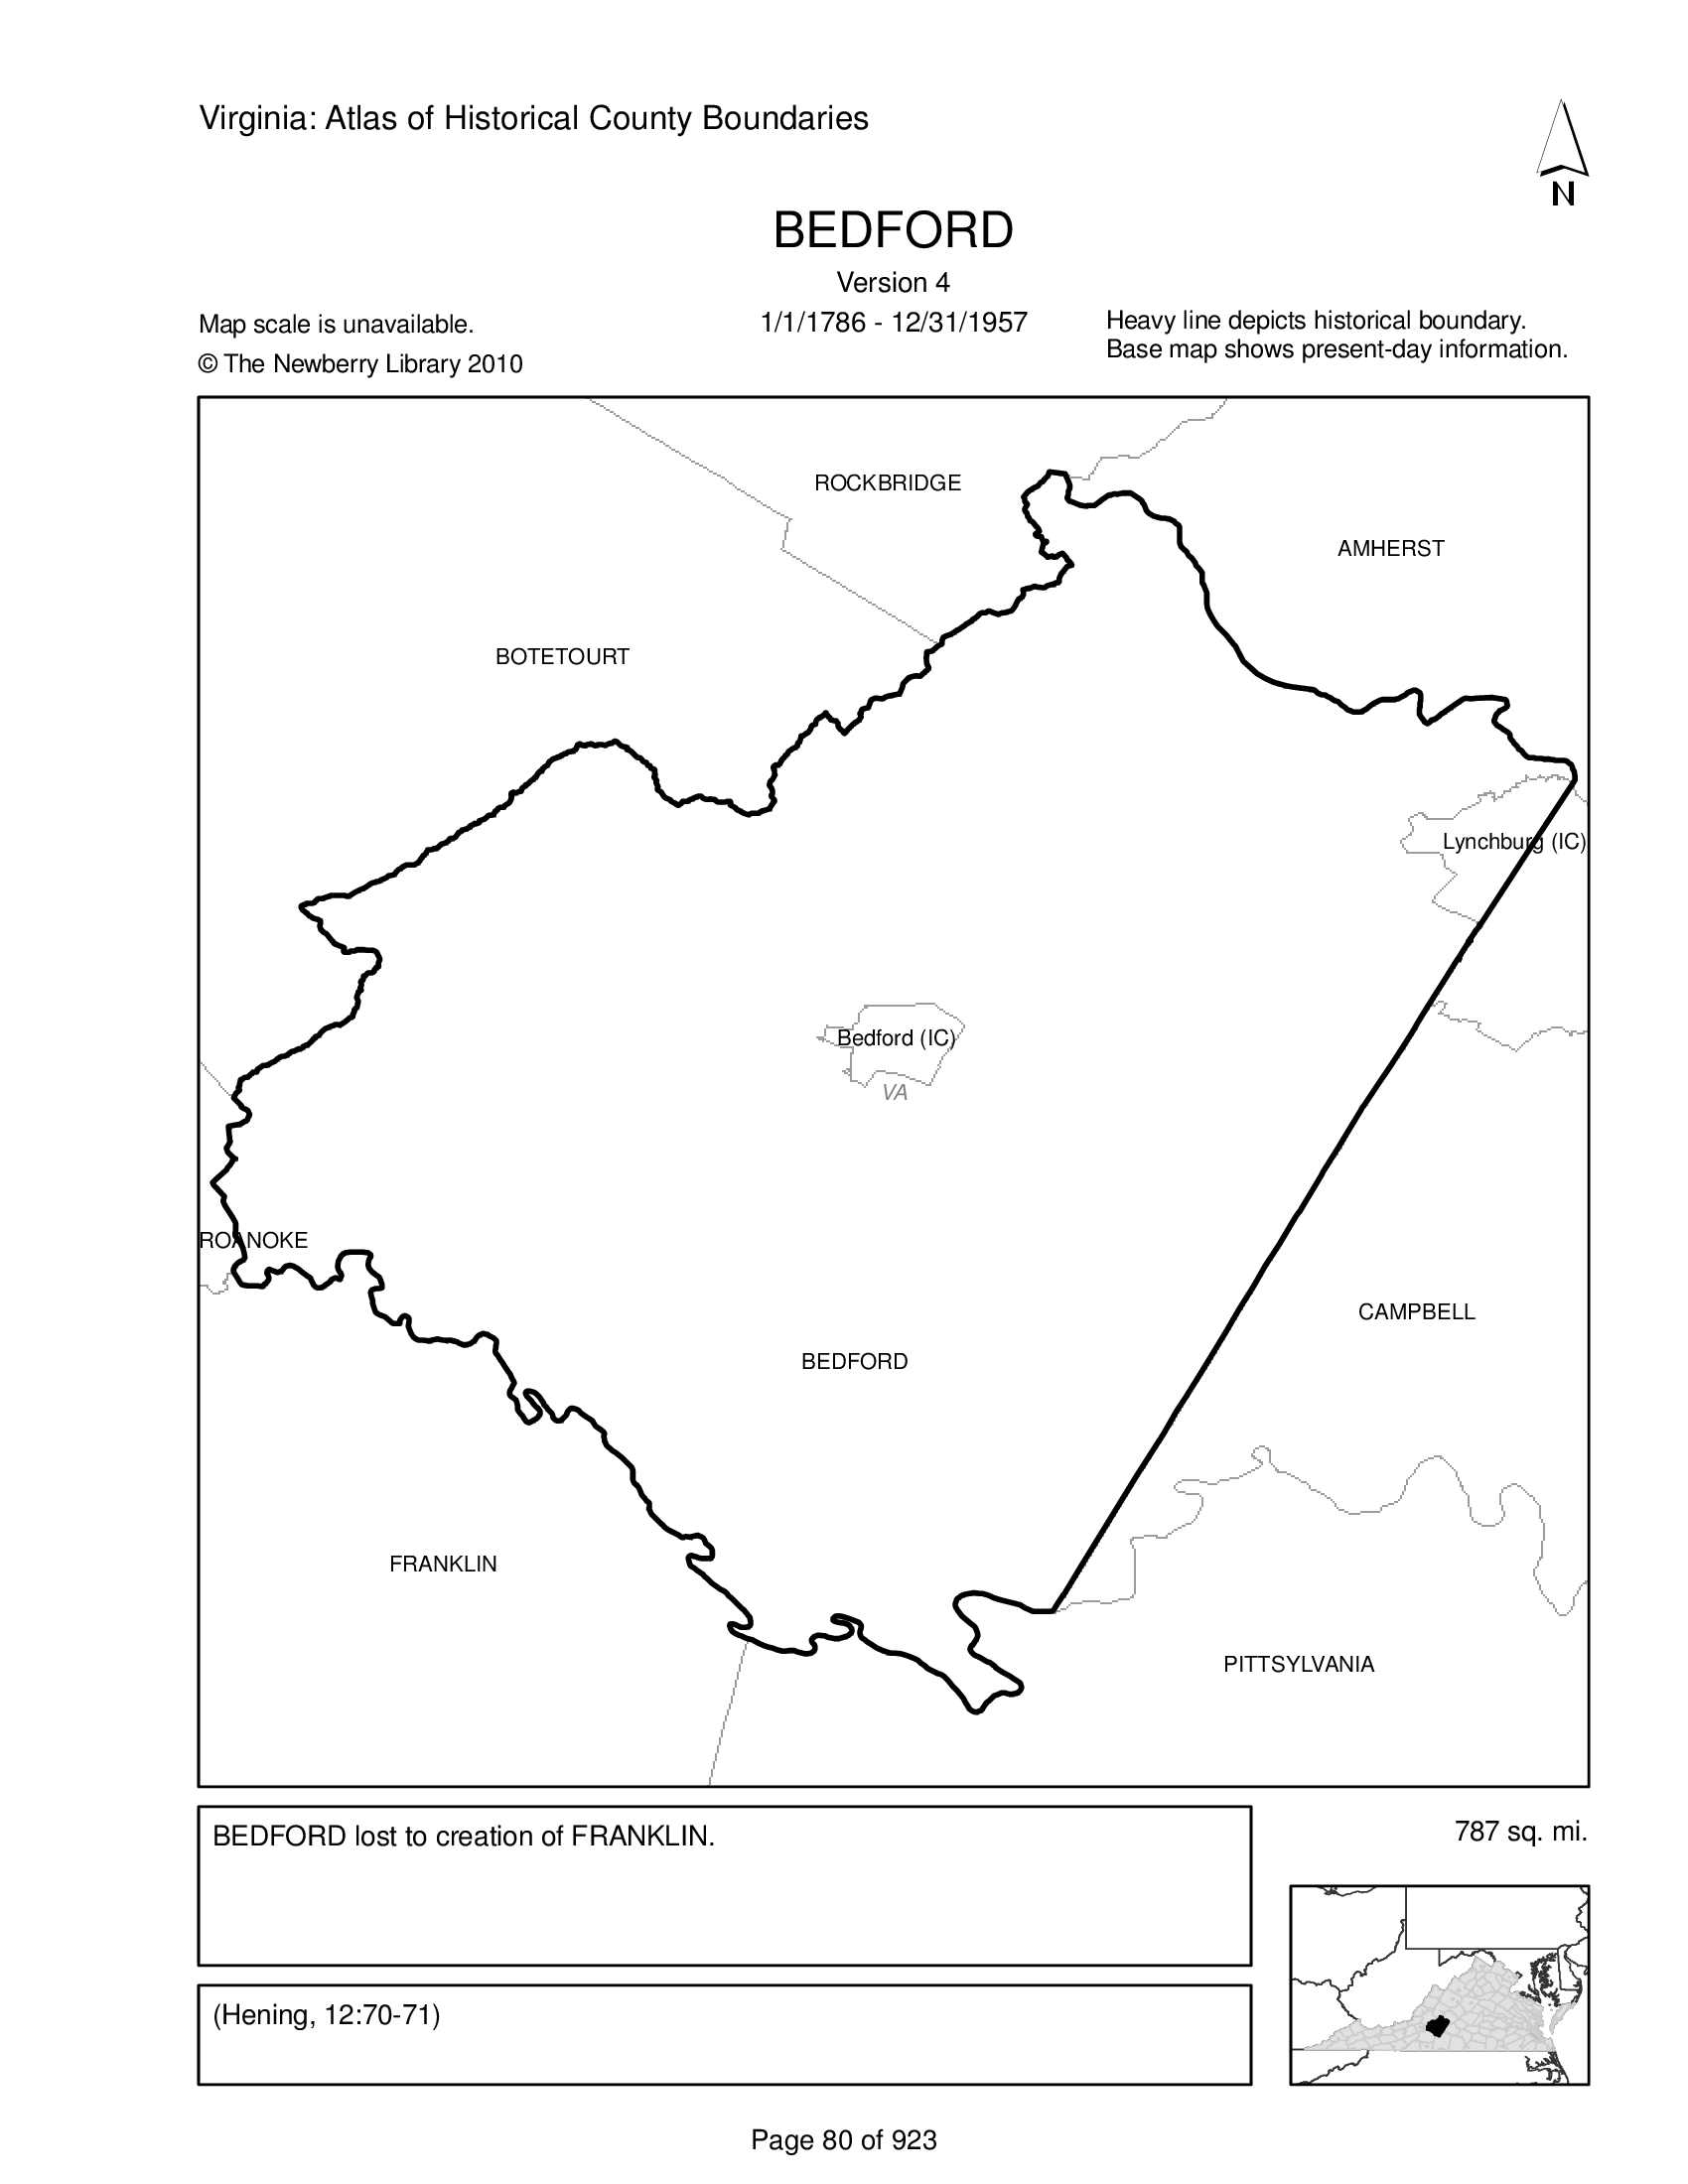 Virginia: Atlas of Historical County Boundaries
N
BEDFORD
Version 4
1/1/1786 - 12/31/1957
Map scale is unavailable.
© The Newberry Library 2010
Heavy line depicts historical boundary.
Base map shows present-day information.
ROCKBRIDGE
AMHERST
BOTETOURT
Lynchburg (IC)
Bedford (IC)
VA
ROANOKE
CAMPBELL
BEDFORD
FRANKLIN
PITTSYLVANIA
BEDFORD lost to creation of FRANKLIN.
787 sq. mi.
(Hening, 12:70-71)
Page 80 of 923